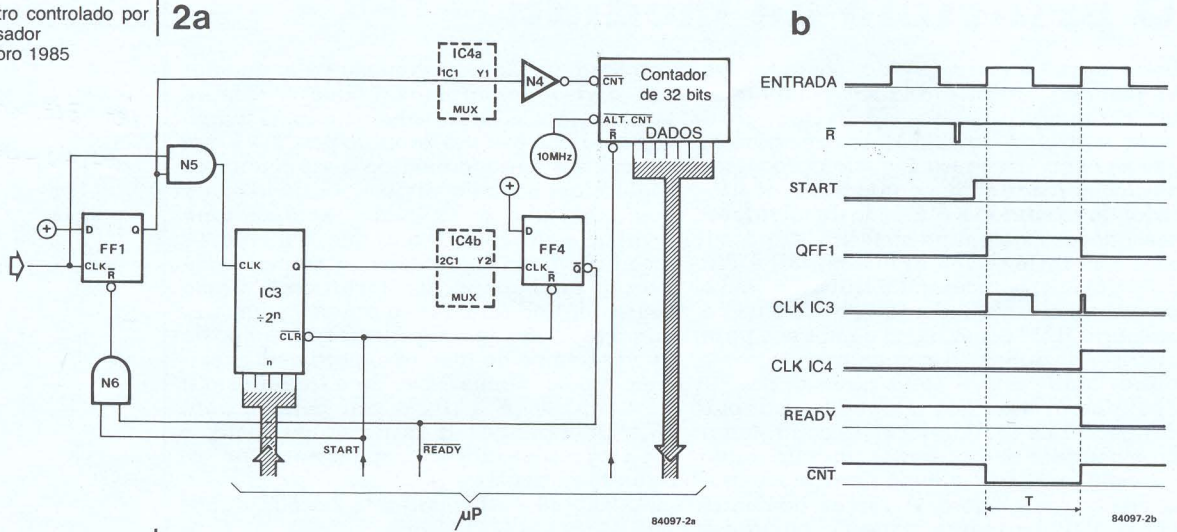 tro controlado por
sador
bro 1985
2a
b
IC4a
1C1 Y1
MUX
N4
CNT
Contador
de 32 bits
ALT. CNT
R
DADOS
10MHz
N5
D Q
FF1
CLK R
CLK Q
IC3
÷2ⁿ
CLR
n
IC4b
2C1 Y2
MUX
D
FF4
CLK Q
R
N6
START
READY
μP
84097-2a
ENTRADA
R
START
QFF1
CLK IC3
CLK IC4
READY
CNT
T
84097-2b